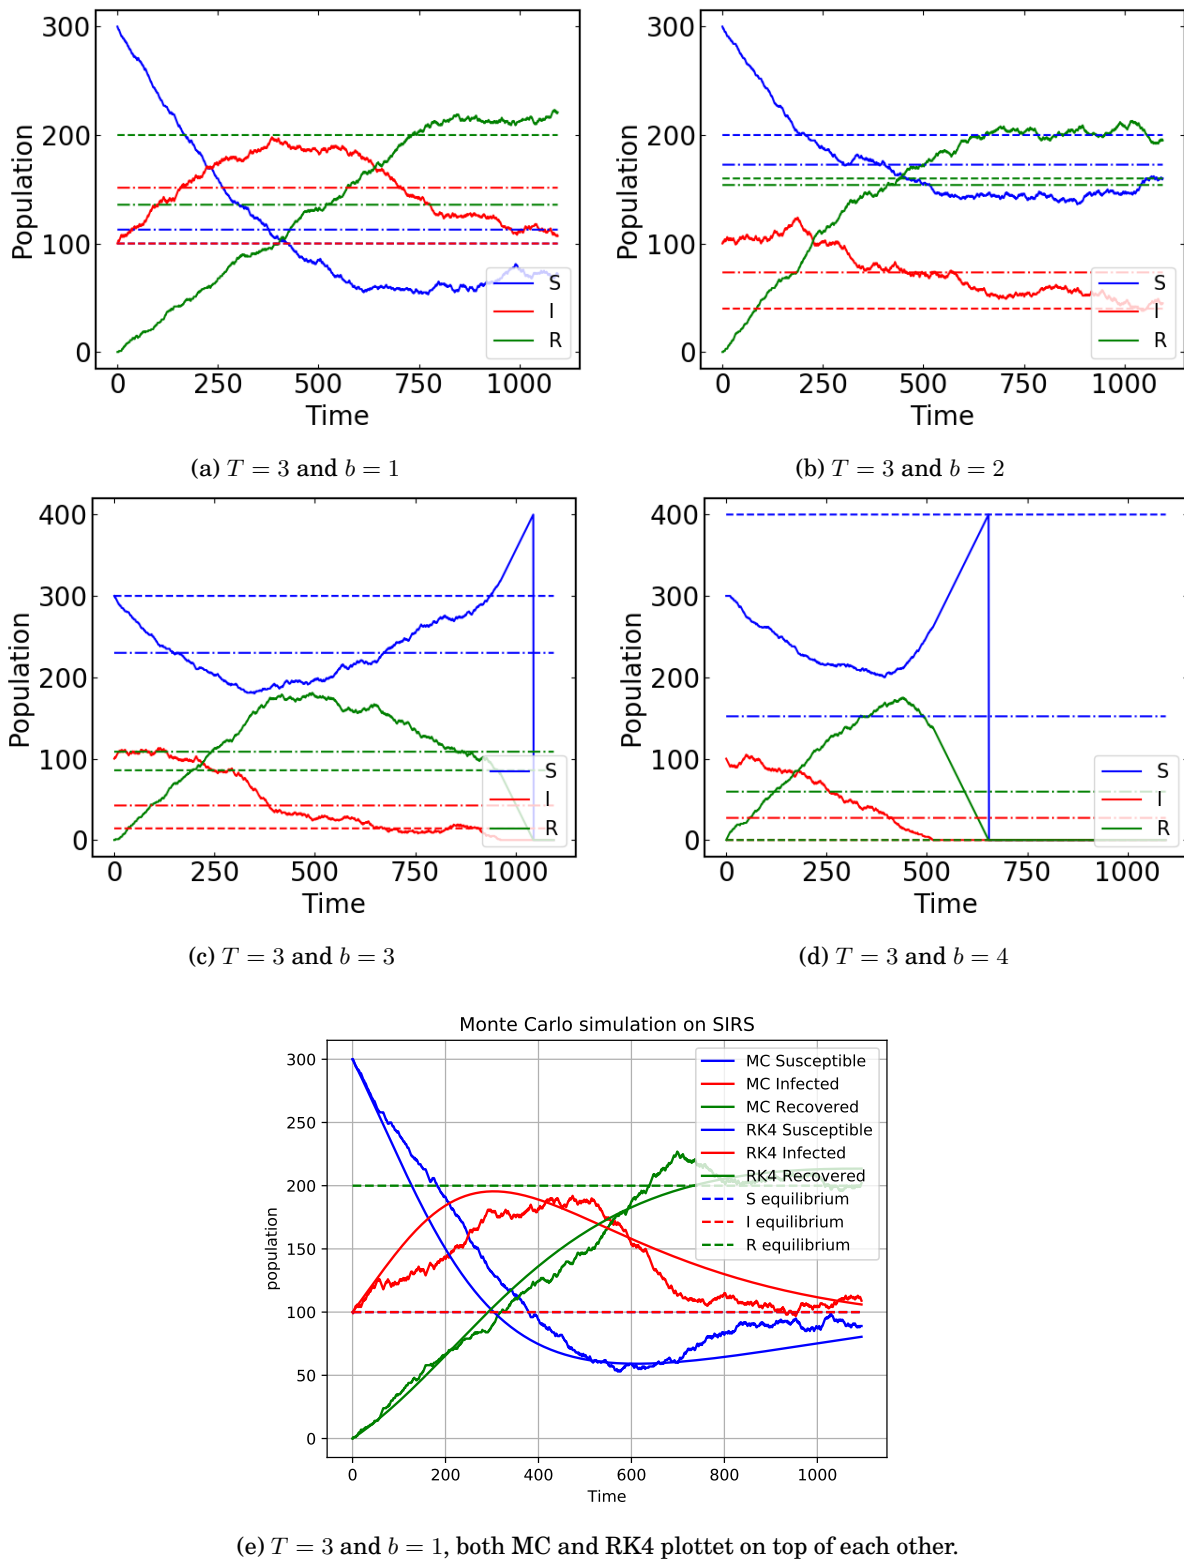 300
200
100
0
Population
S
I
R
0 250 500 750 1000
Time
(a) T = 3 and b = 1
300
200
100
0
Population
S
I
R
0 250 500 750 1000
Time
(b) T = 3 and b = 2
400
300
200
100
0
Population
S
I
R
0 250 500 750 1000
Time
(c) T = 3 and b = 3
400
300
200
100
0
Population
S
I
R
0 250 500 750 1000
Time
(d) T = 3 and b = 4
Monte Carlo simulation on SIRS
300
250
200
150
100
50
0
population
MC Susceptible
MC Infected
MC Recovered
RK4 Susceptible
RK4 Infected
RK4 Recovered
S equilibrium
I equilibrium
R equilibrium
0 200 400 600 800 1000
Time
(e) T = 3 and b = 1, both MC and RK4 plottet on top of each other.